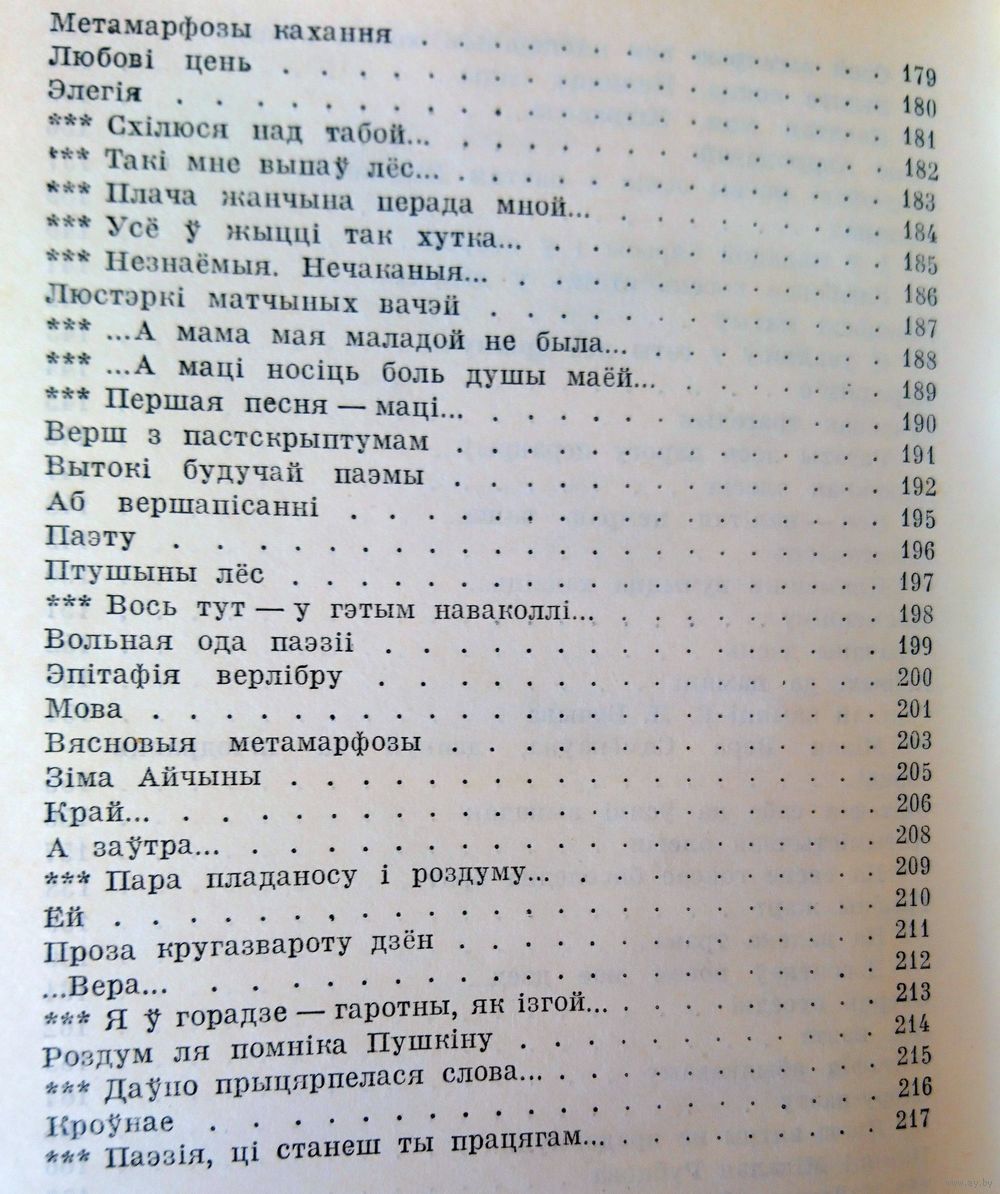 Метамарфозы кахання . . . . . . . . . . . . . 179
Любові цень . . . . . . . . . . . . . . . . . 180
Элегія . . . . . . . . . . . . . . . . . . . 181
*** Схілюся над табой... . . . . . . . . . . . 182
*** Такі мне выпаў лёс... . . . . . . . . . . . 183
*** Плача жанчына перада мной... . . . . . . . 184
*** Усё ў жыцці так хутка... . . . . . . . . . 185
*** Незнаёмыя. Нечаканыя... . . . . . . . . . . 186
Люстэркі матчыных вачэй . . . . . . . . . . . 187
*** ...А мама мая маладой не была... . . . . . . 188
*** ...А маці носіць боль душы маёй... . . . . . 189
*** Першая песня — маці... . . . . . . . . . . 190
Верш з пастскрыптумам . . . . . . . . . . . . 191
Вытокі будучай паэмы . . . . . . . . . . . . 192
Аб вершапісанні . . . . . . . . . . . . . . . 195
Паэту . . . . . . . . . . . . . . . . . . . . 196
Птушыны лёс . . . . . . . . . . . . . . . . . 197
*** Вось тут — у гэтым наваколлі... . . . . . . 198
Вольная ода паэзіі . . . . . . . . . . . . . 199
Эпітафія верлібру . . . . . . . . . . . . . . 200
Мова . . . . . . . . . . . . . . . . . . . . 201
Вясновыя метамарфозы . . . . . . . . . . . . 203
Зіма Айчыны . . . . . . . . . . . . . . . . . 205
Край... . . . . . . . . . . . . . . . . . . . 206
А заўтра... . . . . . . . . . . . . . . . . . 208
*** Пара пладаносу і роздуму... . . . . . . . . 209
Ей . . . . . . . . . . . . . . . . . . . . . 210
Проза кругазвароту дзён . . . . . . . . . . . 211
...Вера... . . . . . . . . . . . . . . . . . . 212
*** Я ў горадзе — гаротны, як ізгой... . . . . . 213
Роздум ля помніка Пушкіну . . . . . . . . . . 214
*** Даўно прыцярпелася слова... . . . . . . . . 215
Кроўнае . . . . . . . . . . . . . . . . . . . 216
*** Паэзія, ці станеш ты працягам... . . . . . . 217
www.ay.by